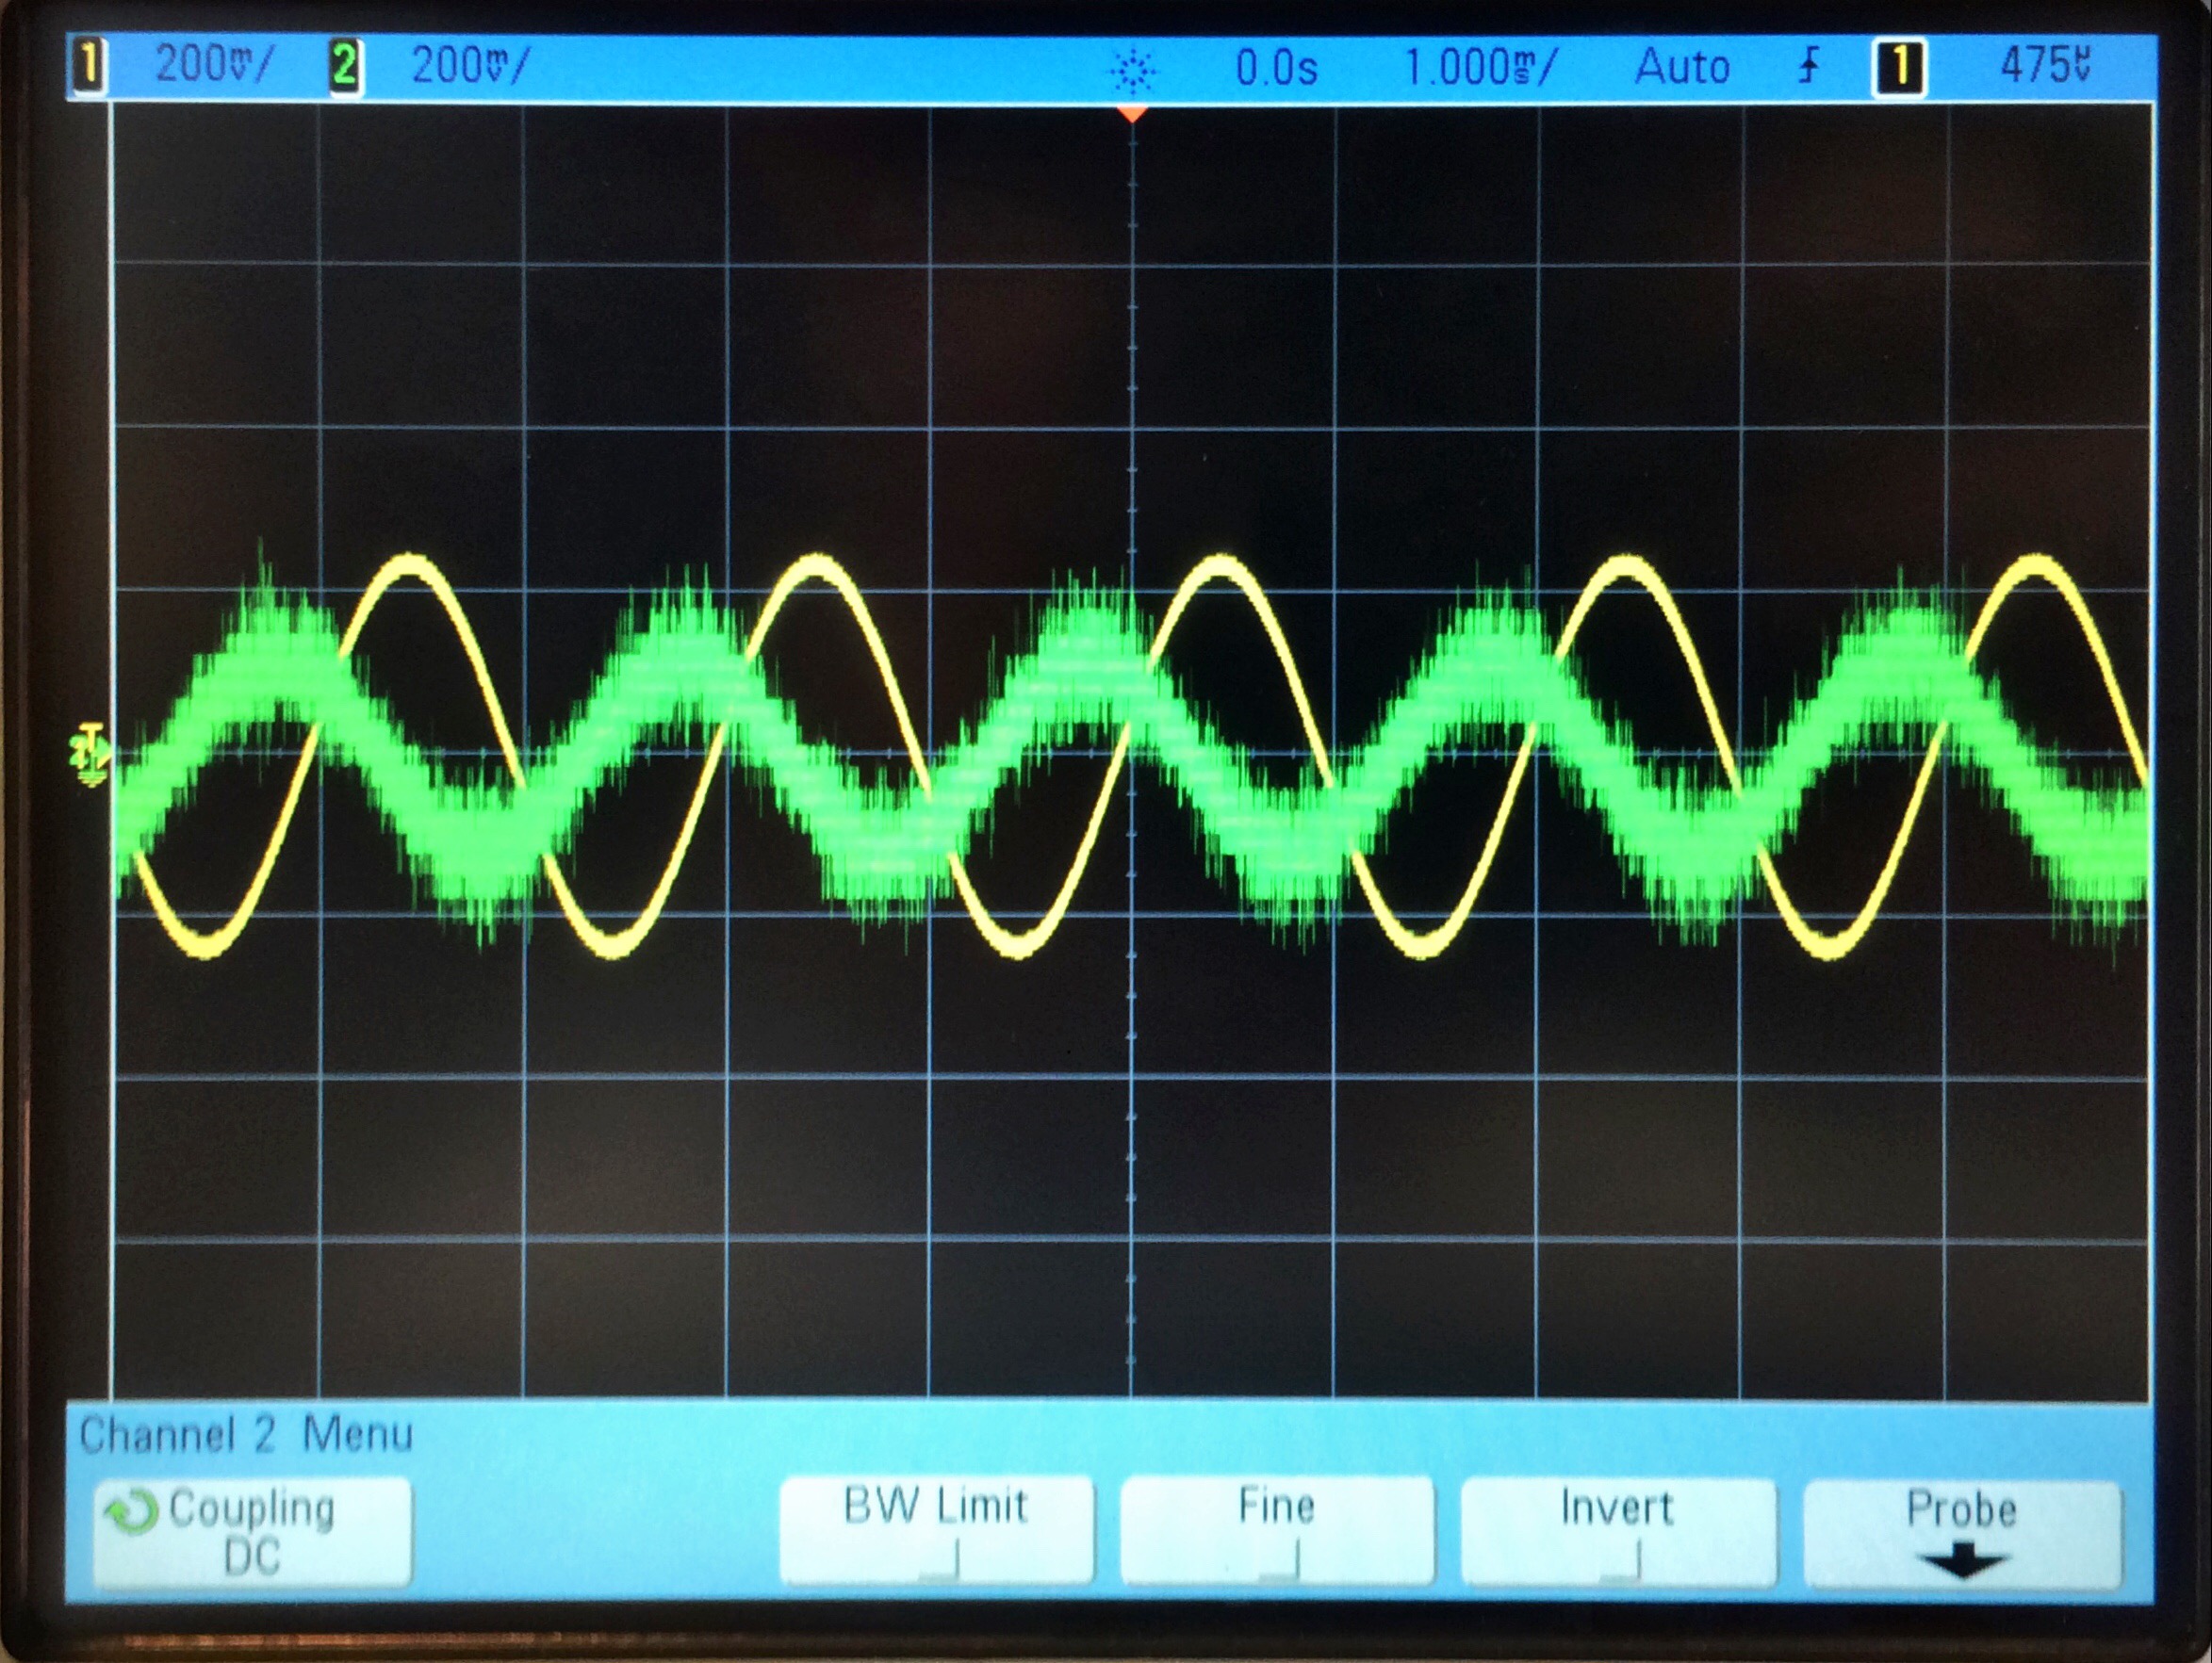 1 200mV/ 2 200mV/ 0.0s 1.000ms/ Auto 1 475µV
T
Channel 2 Menu
Coupling BW Limit Fine Invert Probe
DC